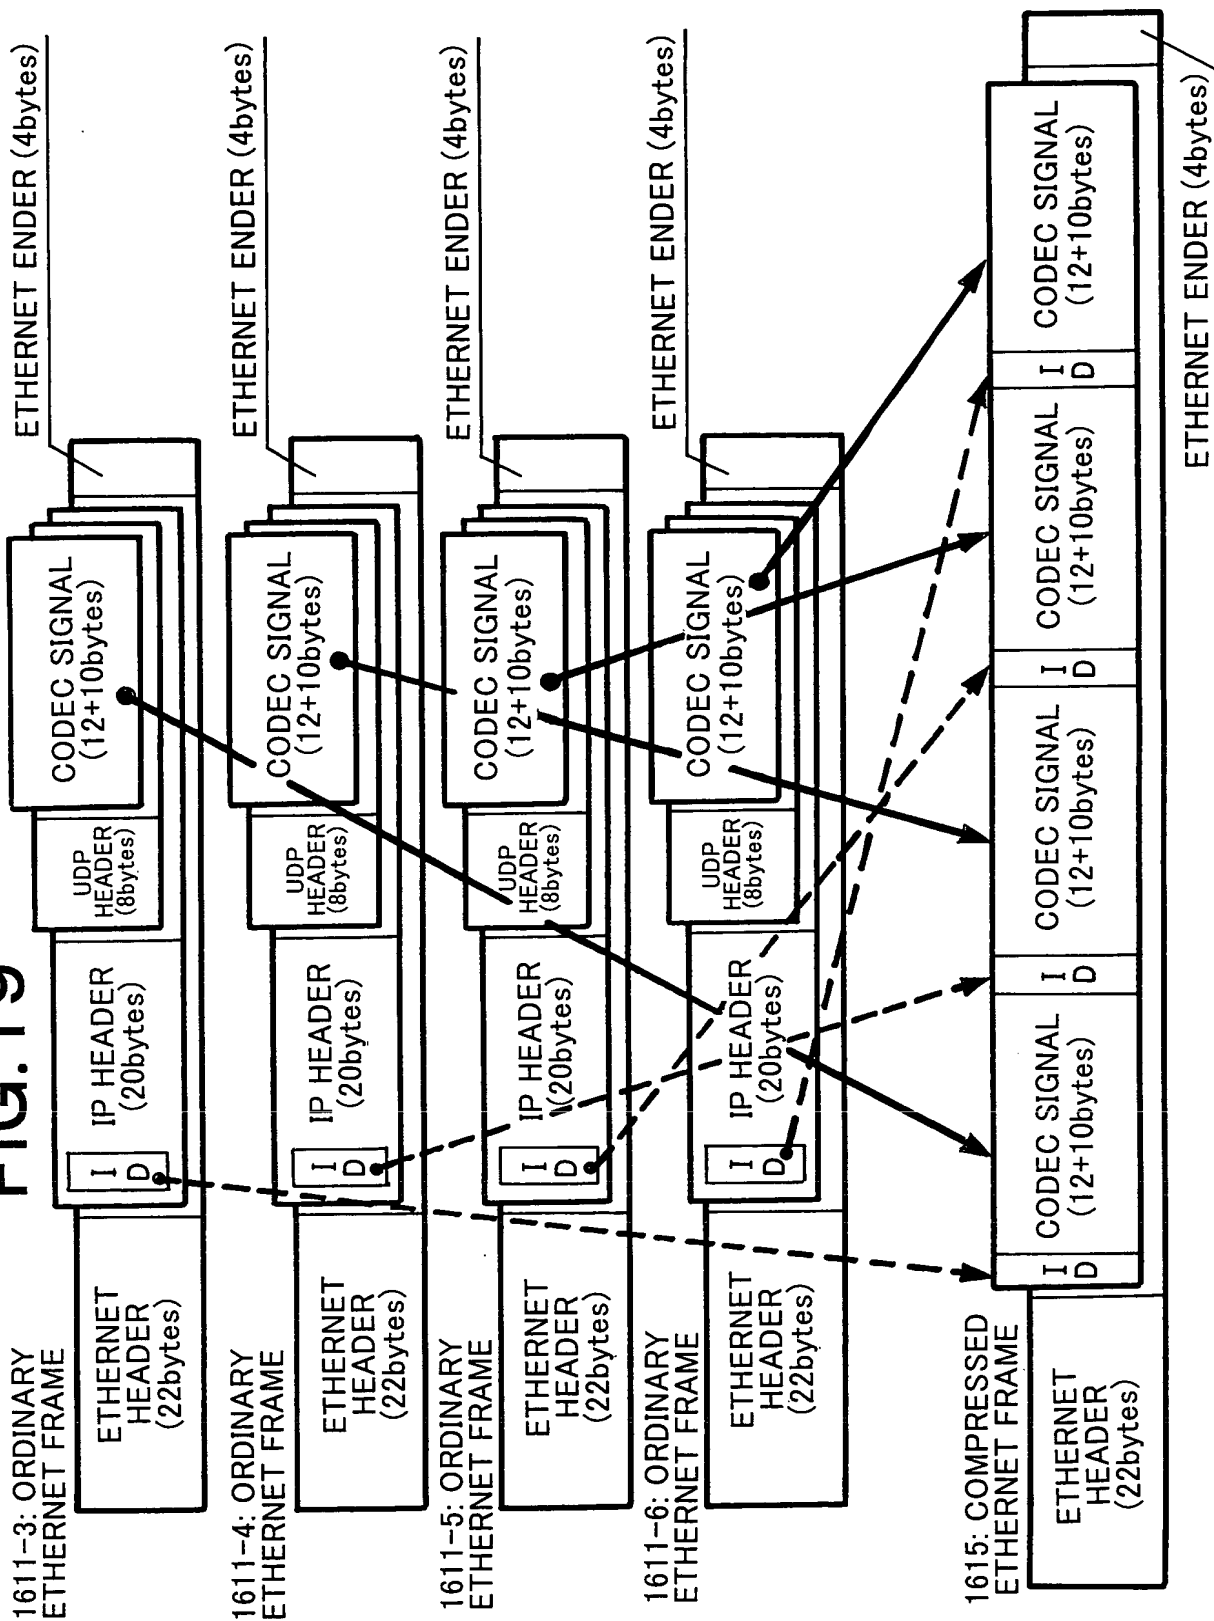 FIG.19
1611-3: ORDINARY
ETHERNET FRAME
ETHERNET
HEADER
(22bytes)
I
D
IP HEADER
(20bytes)
UDP
HEADER
(8bytes)
CODEC SIGNAL
(12+10bytes)
ETHERNET ENDER (4bytes)
1611-4: ORDINARY
ETHERNET FRAME
ETHERNET
HEADER
(22bytes)
I
D
IP HEADER
(20bytes)
UDP
HEADER
(8bytes)
CODEC SIGNAL
(12+10bytes)
ETHERNET ENDER (4bytes)
1611-5: ORDINARY
ETHERNET FRAME
ETHERNET
HEADER
(22bytes)
I
D
IP HEADER
(20bytes)
UDP
HEADER
(8bytes)
CODEC SIGNAL
(12+10bytes)
ETHERNET ENDER (4bytes)
1611-6: ORDINARY
ETHERNET FRAME
ETHERNET
HEADER
(22bytes)
I
D
IP HEADER
(20bytes)
UDP
HEADER
(8bytes)
CODEC SIGNAL
(12+10bytes)
ETHERNET ENDER (4bytes)
1615: COMPRESSED
ETHERNET FRAME
ETHERNET
HEADER
(22bytes)
I
D
CODEC SIGNAL
(12+10bytes)
I
D
CODEC SIGNAL
(12+10bytes)
I
D
CODEC SIGNAL
(12+10bytes)
I
D
CODEC SIGNAL
(12+10bytes)
ETHERNET ENDER (4bytes)